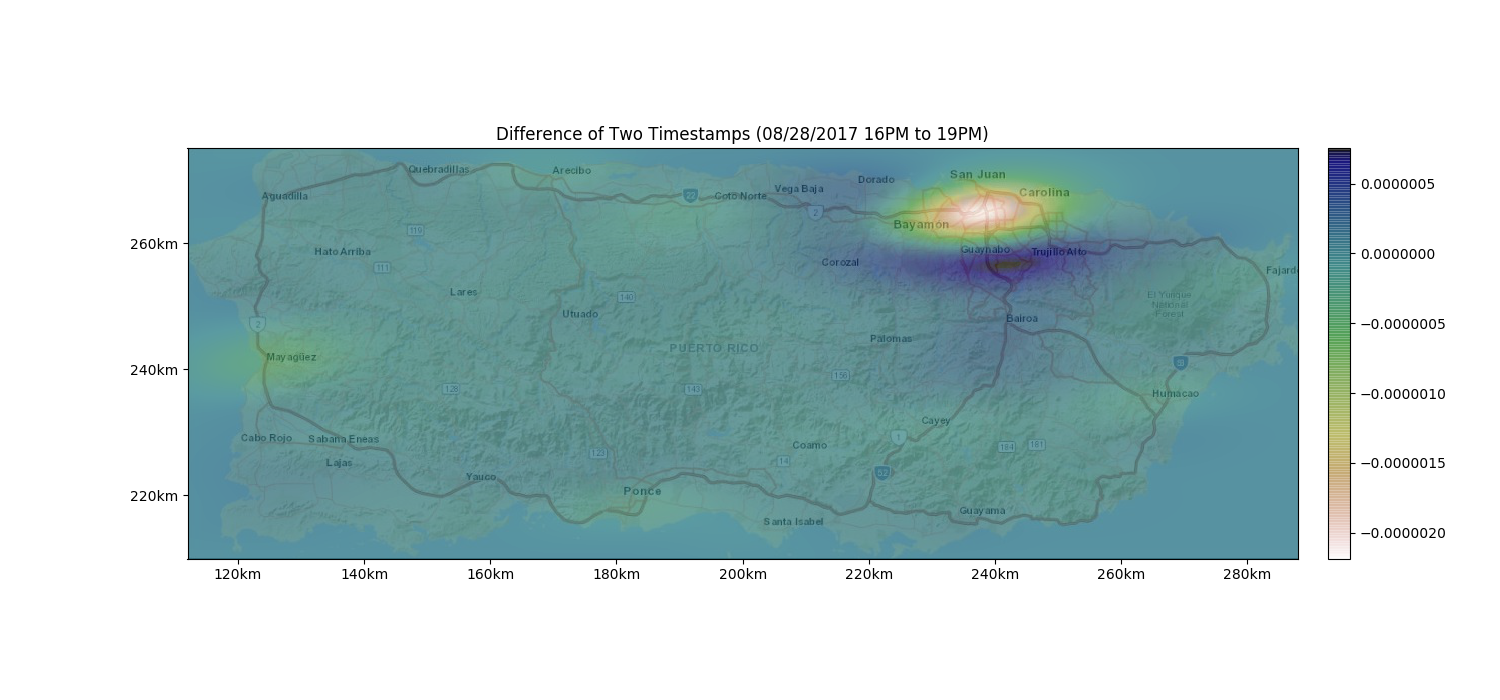 Difference of Two Timestamps (08/28/2017 16PM to 19PM)
San Juan
Quebradillas
Arecibo
Dorado
Vega Baja
Carolina
Aguadilla
22
Coto Norte
2
Bayamon
119
260km
Hato Arriba
Guaynabo
Trujillo Alto
111
Corozal
Fajard
Lares
140
El Yunque
National
Forest
Utuado
2
Bairoa
Palomas
PUERTO RICO
Mayagüez
240km
156
128
143
Humacao
Cayey
Cabo Rojo
Sabana Eneas
1
Coamo
184
181
123
Lajas
14
52
Yauco
Ponce
220km
Santa Isabel
Guayama
120km
140km
160km
180km
200km
220km
240km
260km
280km
0.0000005
0.0000000
−0.0000005
−0.0000010
−0.0000015
−0.0000020